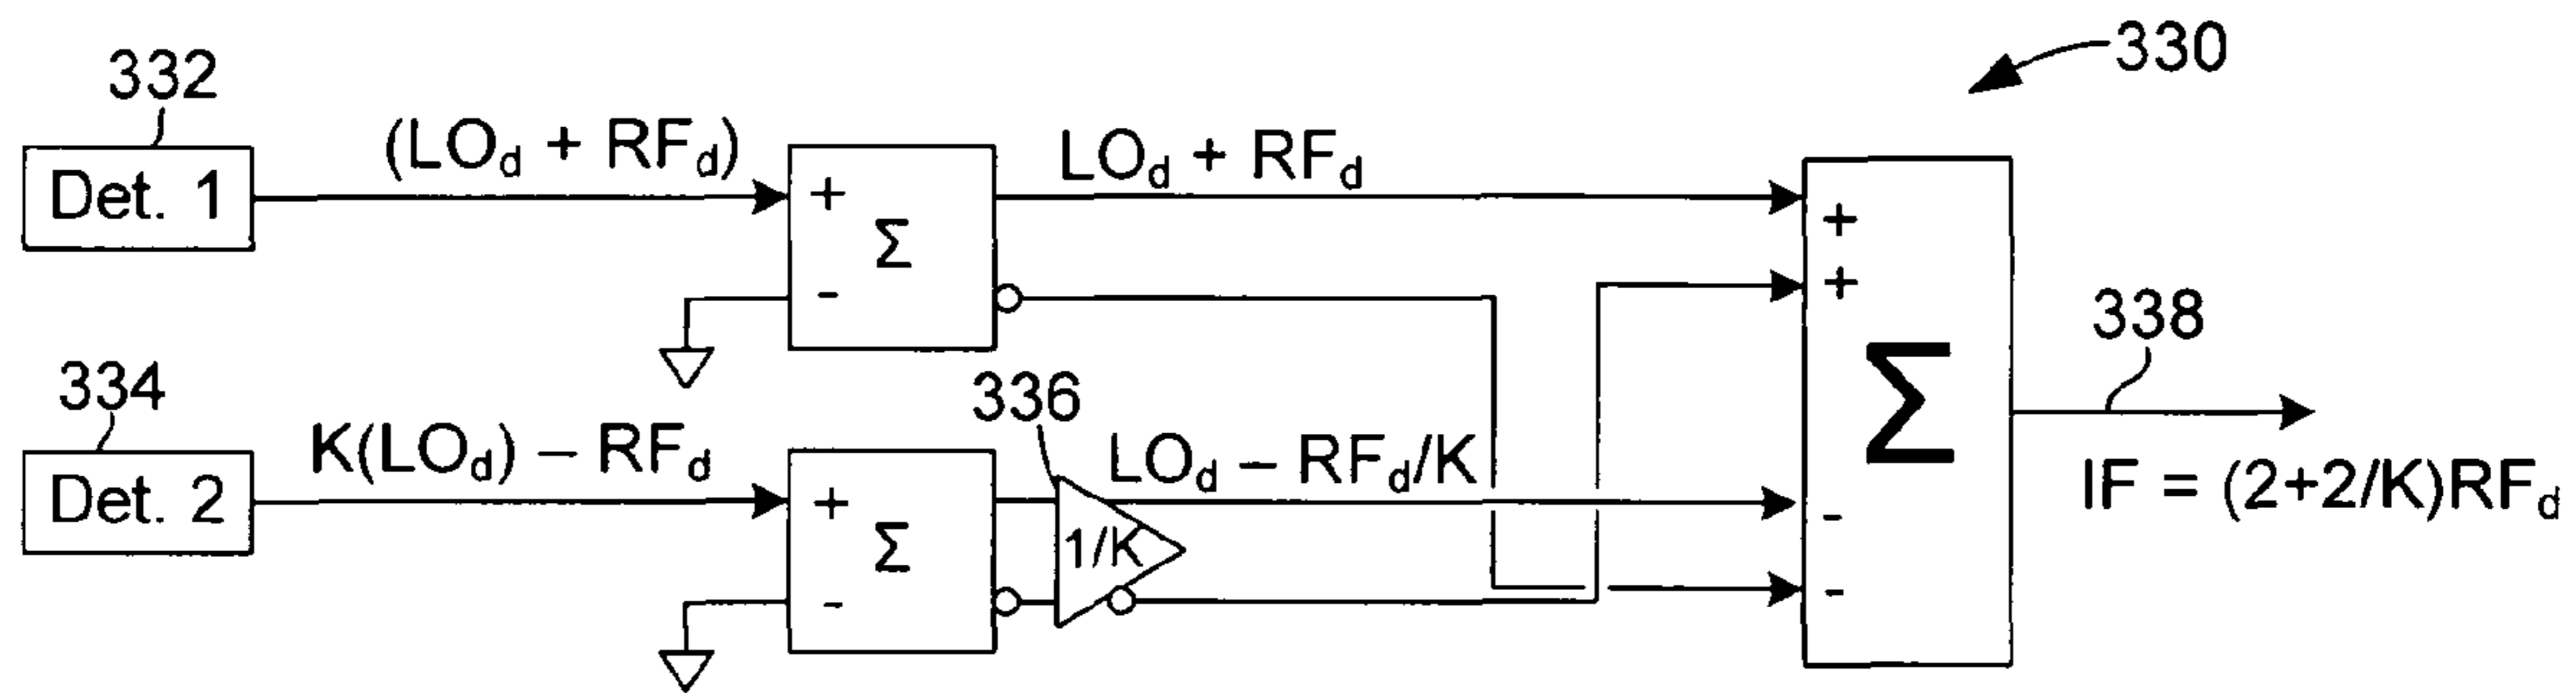 330
332
Det. 1
(LOd + RFd)
+
Σ
-
LOd + RFd
334
Det. 2
K(LOd) – RFd
+
Σ
-
336
1/K
LOd – RFd/K
+
+
Σ
-
-
338
IF = (2+2/K)RFd